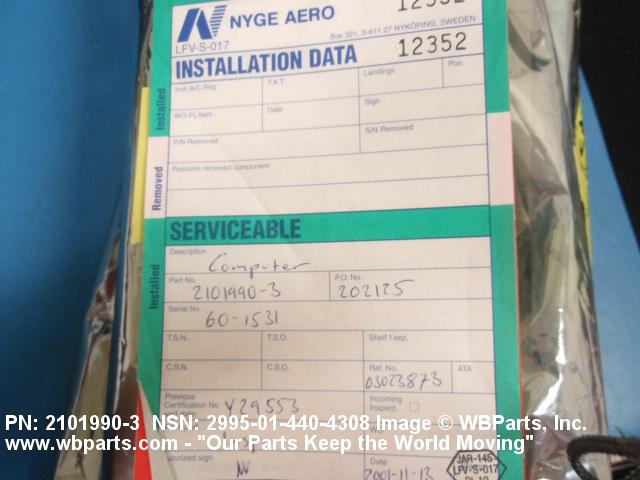 12352
NYGE AERO
Box 321, S-611 27 NYKÖPING, SWEDEN
LFV-S-017
INSTALLATION DATA 12352
Inst. A/C Reg. T.A.T. Landings Pos.
Installed
WO-FL/Item Date Sign
P/N Removed S/N Removed
Removed
Remarks removed component
SERVICEABLE
Description
Computer
Part No. P.O. No.
2101990-3 202125
Installed
Serial No.
60-1531
T.S.N. T.S.O. Shelf t.exp.
C.S.N. C.S.O. Ref. No. ATA
03023873
Previous Incoming
Certification No Y29553 Inspect.
PN: 2101990-3 NSN: 2995-01-440-4308 Image © WBParts, Inc.
www.wbparts.com - "Our Parts Keep the World Moving"
utorized sign. Date
2001-11-13
JAR-145
LFV-S-017